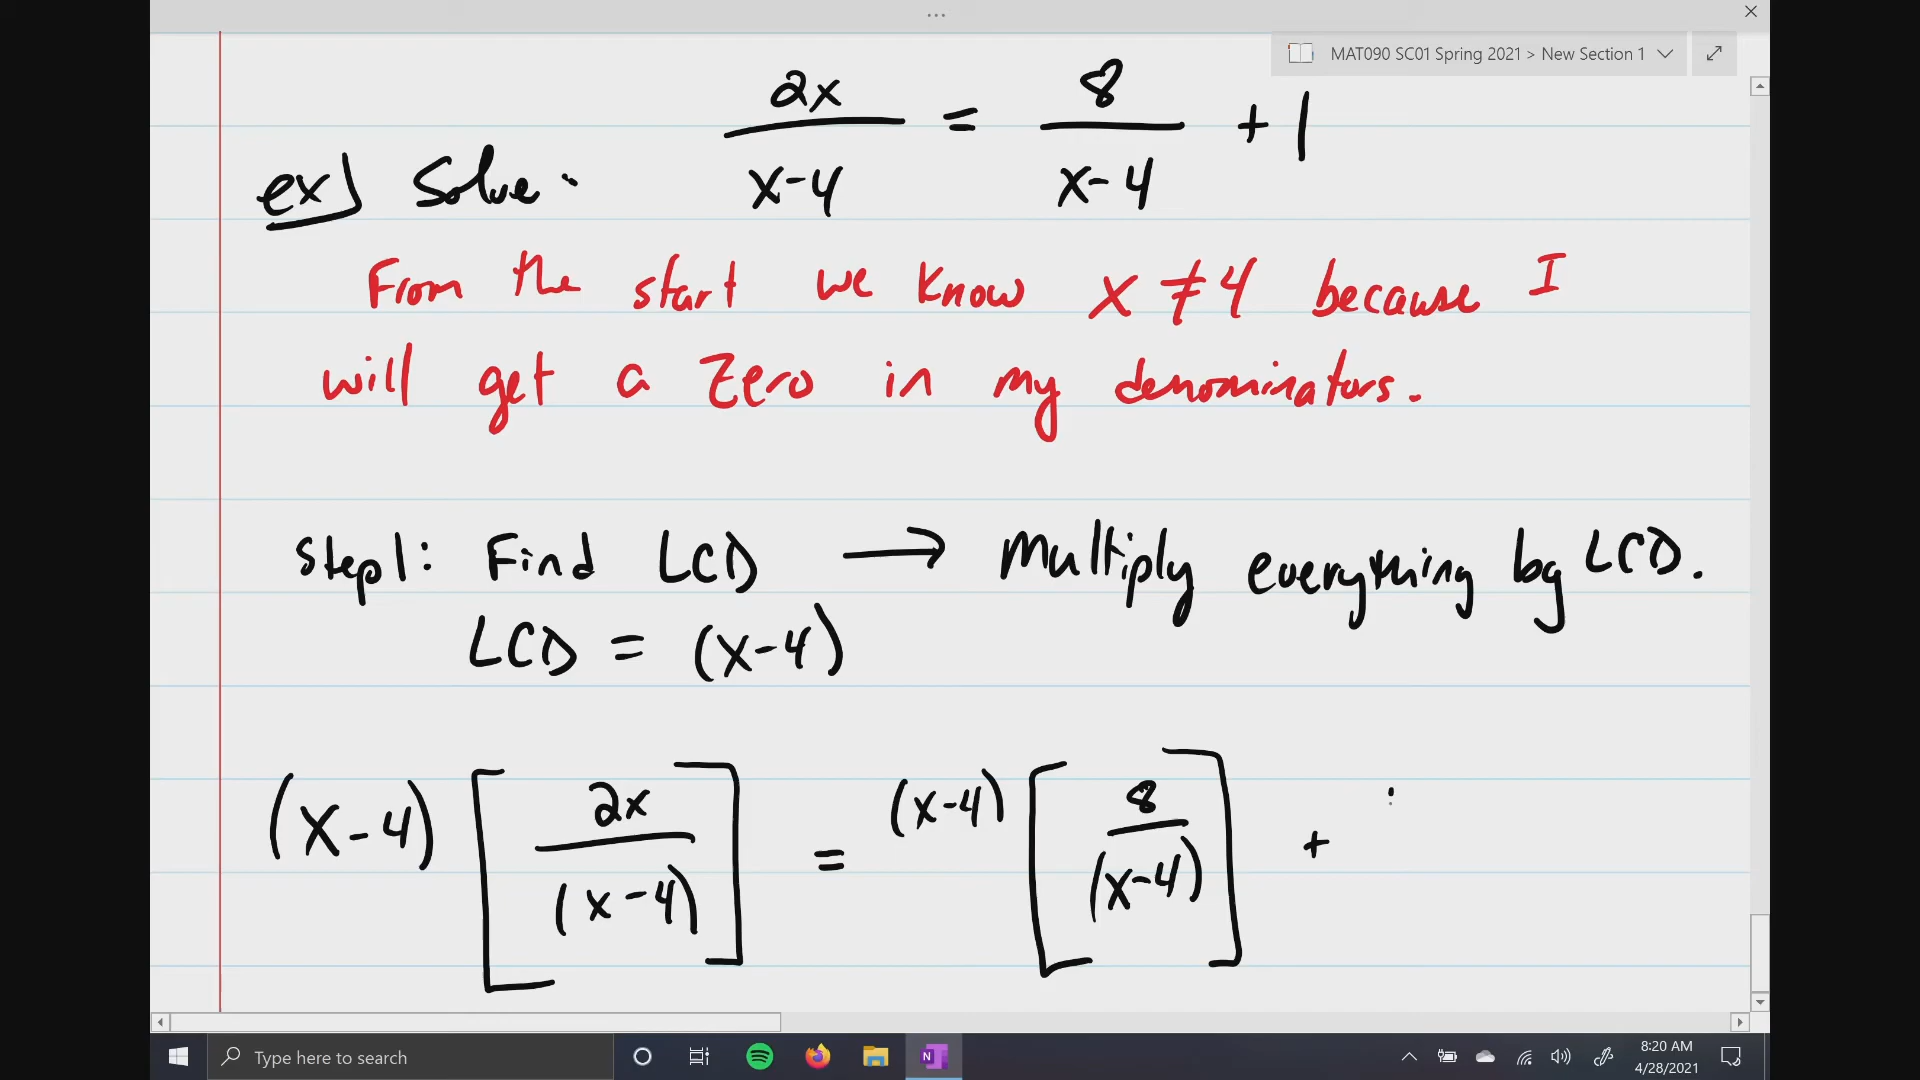 MAT090 SC01 Spring 2021 > New Section 1
ex) Solve: 2x/(x-4) = 8/(x-4) + 1
From the start we know x ≠ 4 because I
will get a zero in my denominators.
Step 1: Find LCD → Multiply everything by LCD.
LCD = (x-4)
(x-4) [2x/(x-4)] = (x-4) [8/(x-4)] +
Type here to search
8:20 AM
4/28/2021